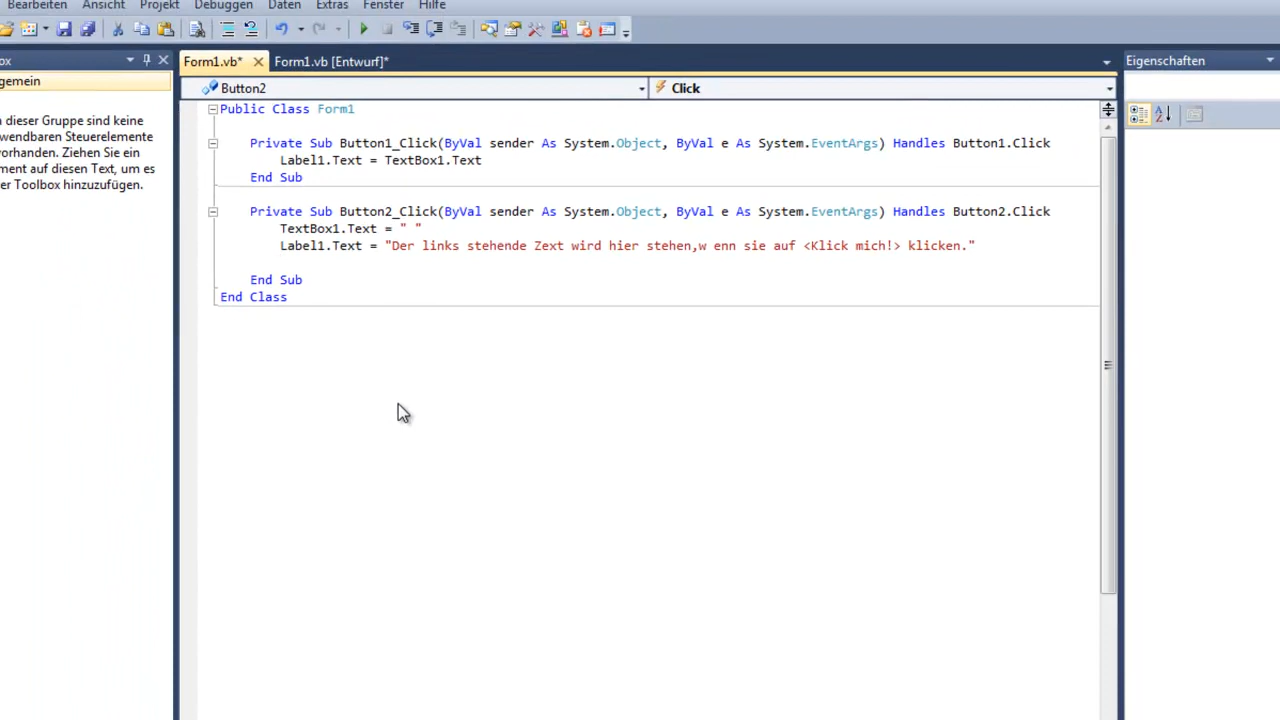 Bearbeiten Ansicht Projekt Debuggen Daten Extras Fenster Hilfe
ox
Form1.vb* Form1.vb [Entwurf]*
Eigenschaften
gemein
Button2 Click
n dieser Gruppe sind keine
wendbaren Steuerelemente
vorhanden. Ziehen Sie ein
ment auf diesen Text, um es
er Toolbox hinzuzufügen.
Public Class Form1
Private Sub Button1_Click(ByVal sender As System.Object, ByVal e As System.EventArgs) Handles Button1.Click
Label1.Text = TextBox1.Text
End Sub
Private Sub Button2_Click(ByVal sender As System.Object, ByVal e As System.EventArgs) Handles Button2.Click
TextBox1.Text = " "
Label1.Text = "Der links stehende Zext wird hier stehen,w enn sie auf <Klick mich!> klicken."
End Sub
End Class